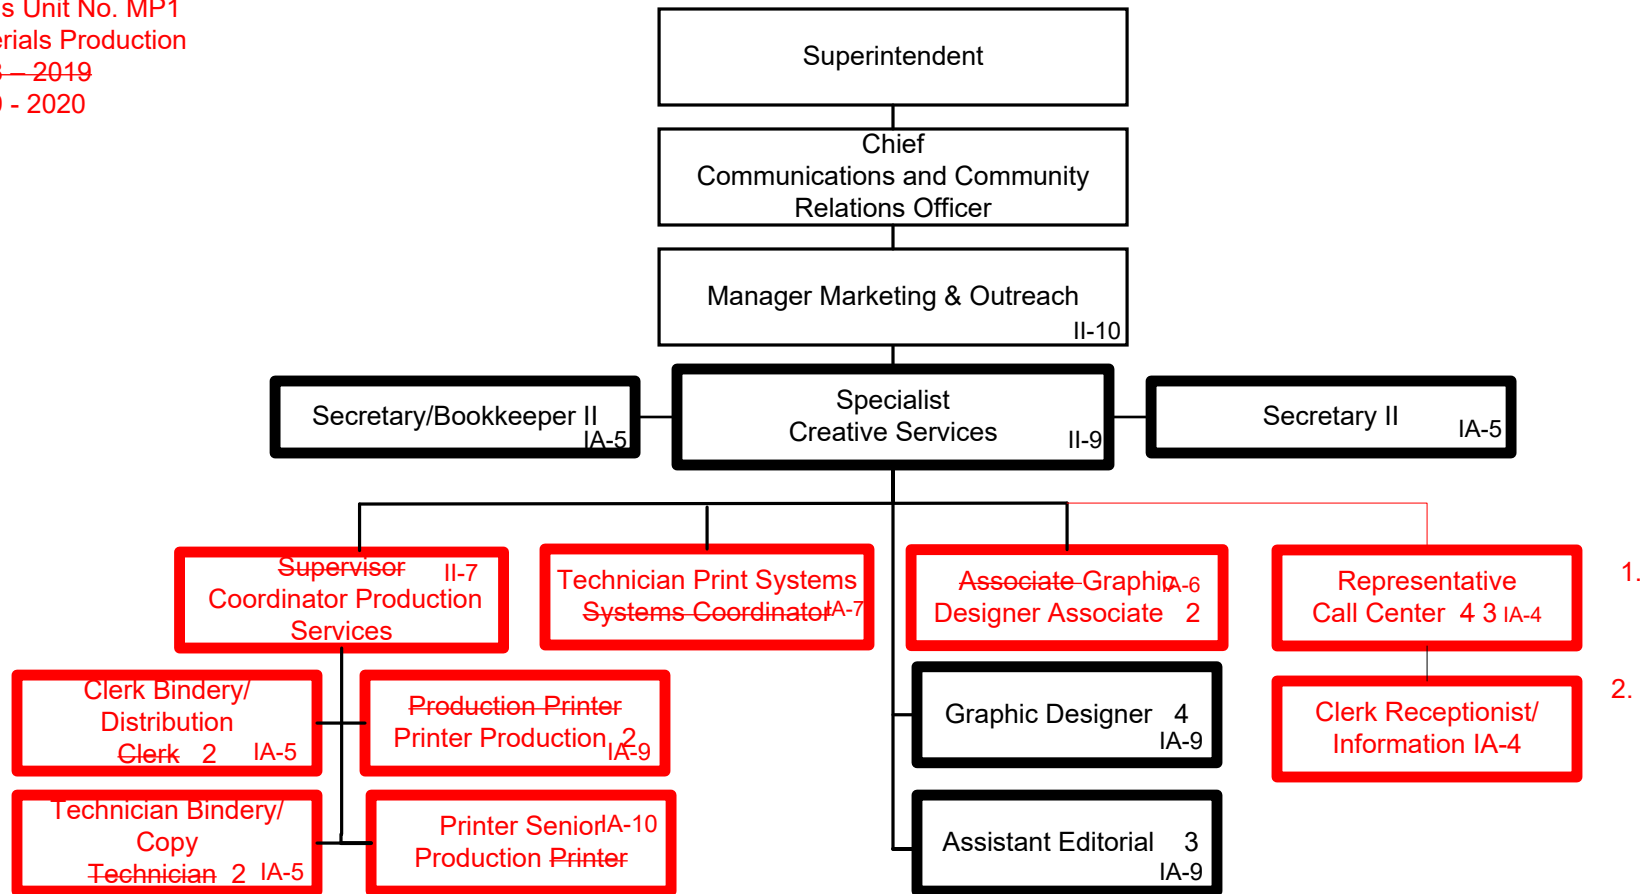 s Unit No. MP1
erials Production
– 2019
- 2020
Superintendent
Chief
Communications and Community
Relations Officer
Manager Marketing & Outreach
II-10
Secretary/Bookkeeper II
IA-5
Specialist
Creative Services
II-9
Secretary II
IA-5
Supervisor II-7
Coordinator Production
Services
Technician Print Systems
Systems Coordinator IA-7
Associate Graphic IA-6
Designer Associate 2
Representative
Call Center 4 3 IA-4
1.
Clerk Bindery/
Distribution
Clerk 2 IA-5
Production Printer
Printer Production 2
IA-9
Graphic Designer 4
IA-9
Clerk Receptionist/
Information IA-4
2.
Technician Bindery/
Copy
Technician 2 IA-5
Printer Senior IA-10
Production Printer
Assistant Editorial 3
IA-9